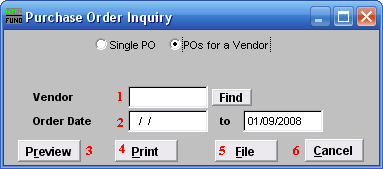 FUND Purchase Order Inquiry
Single PO POs for a Vendor
Vendor 1 Find
Order Date 2 / / to 01/09/2008
Preview 3 4 Print 5 File 6 Cancel